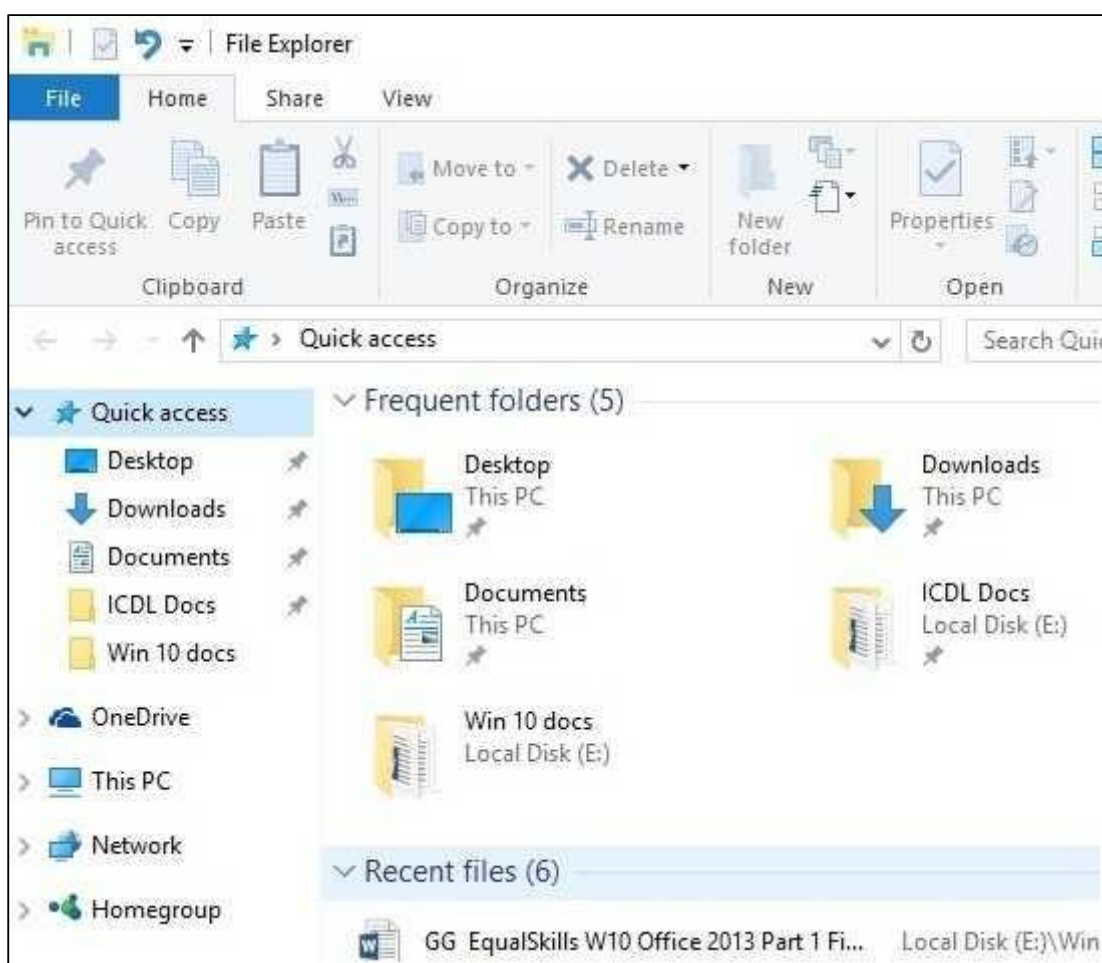 File Explorer
File Home Share View
Pin to Quick access Copy Paste
Move to Delete
Copy to Rename
New folder
Properties
Clipboard Organize New Open
Quick access
Search Quic
Quick access
Desktop
Downloads
Documents
ICDL Docs
Win 10 docs
OneDrive
This PC
Network
Homegroup
Frequent folders (5)
Desktop
This PC
Downloads
This PC
Documents
This PC
ICDL Docs
Local Disk (E:)
Win 10 docs
Local Disk (E:)
Recent files (6)
GG EqualSkills W10 Office 2013 Part 1 Fi... Local Disk (E:)\Win